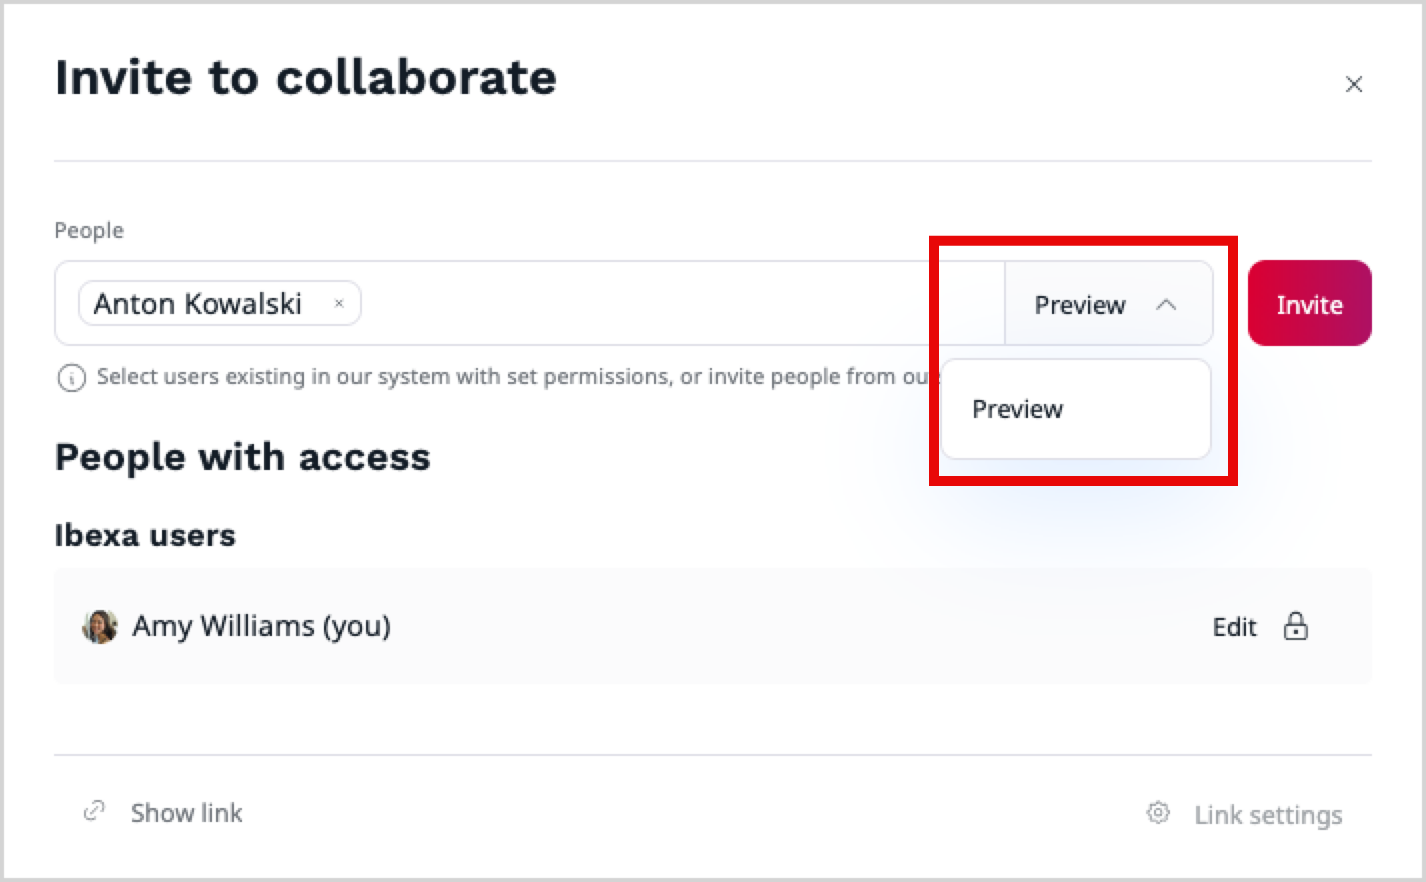 Invite to collaborate
People
Anton Kowalski
Preview
Invite
Select users existing in our system with set permissions, or invite people from
Preview
People with access
Ibexa users
Amy Williams (you)
Edit
Show link
Link settings